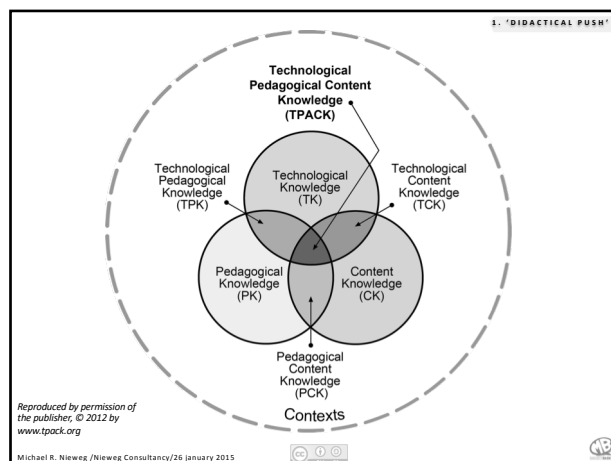 1. 'DIDACTICAL PUSH'
Technological
Pedagogical Content
Knowledge
(TPACK)
Technological
Pedagogical
Knowledge
(TPK)
Technological
Knowledge
(TK)
Technological
Content
Knowledge
(TCK)
Pedagogical
Knowledge
(PK)
Content
Knowledge
(CK)
Pedagogical
Content
Knowledge
(PCK)
Contexts
Reproduced by permission of
the publisher, © 2012 by
www.tpack.org
Michael R. Nieweg /Nieweg Consultancy/26 january 2015
cc